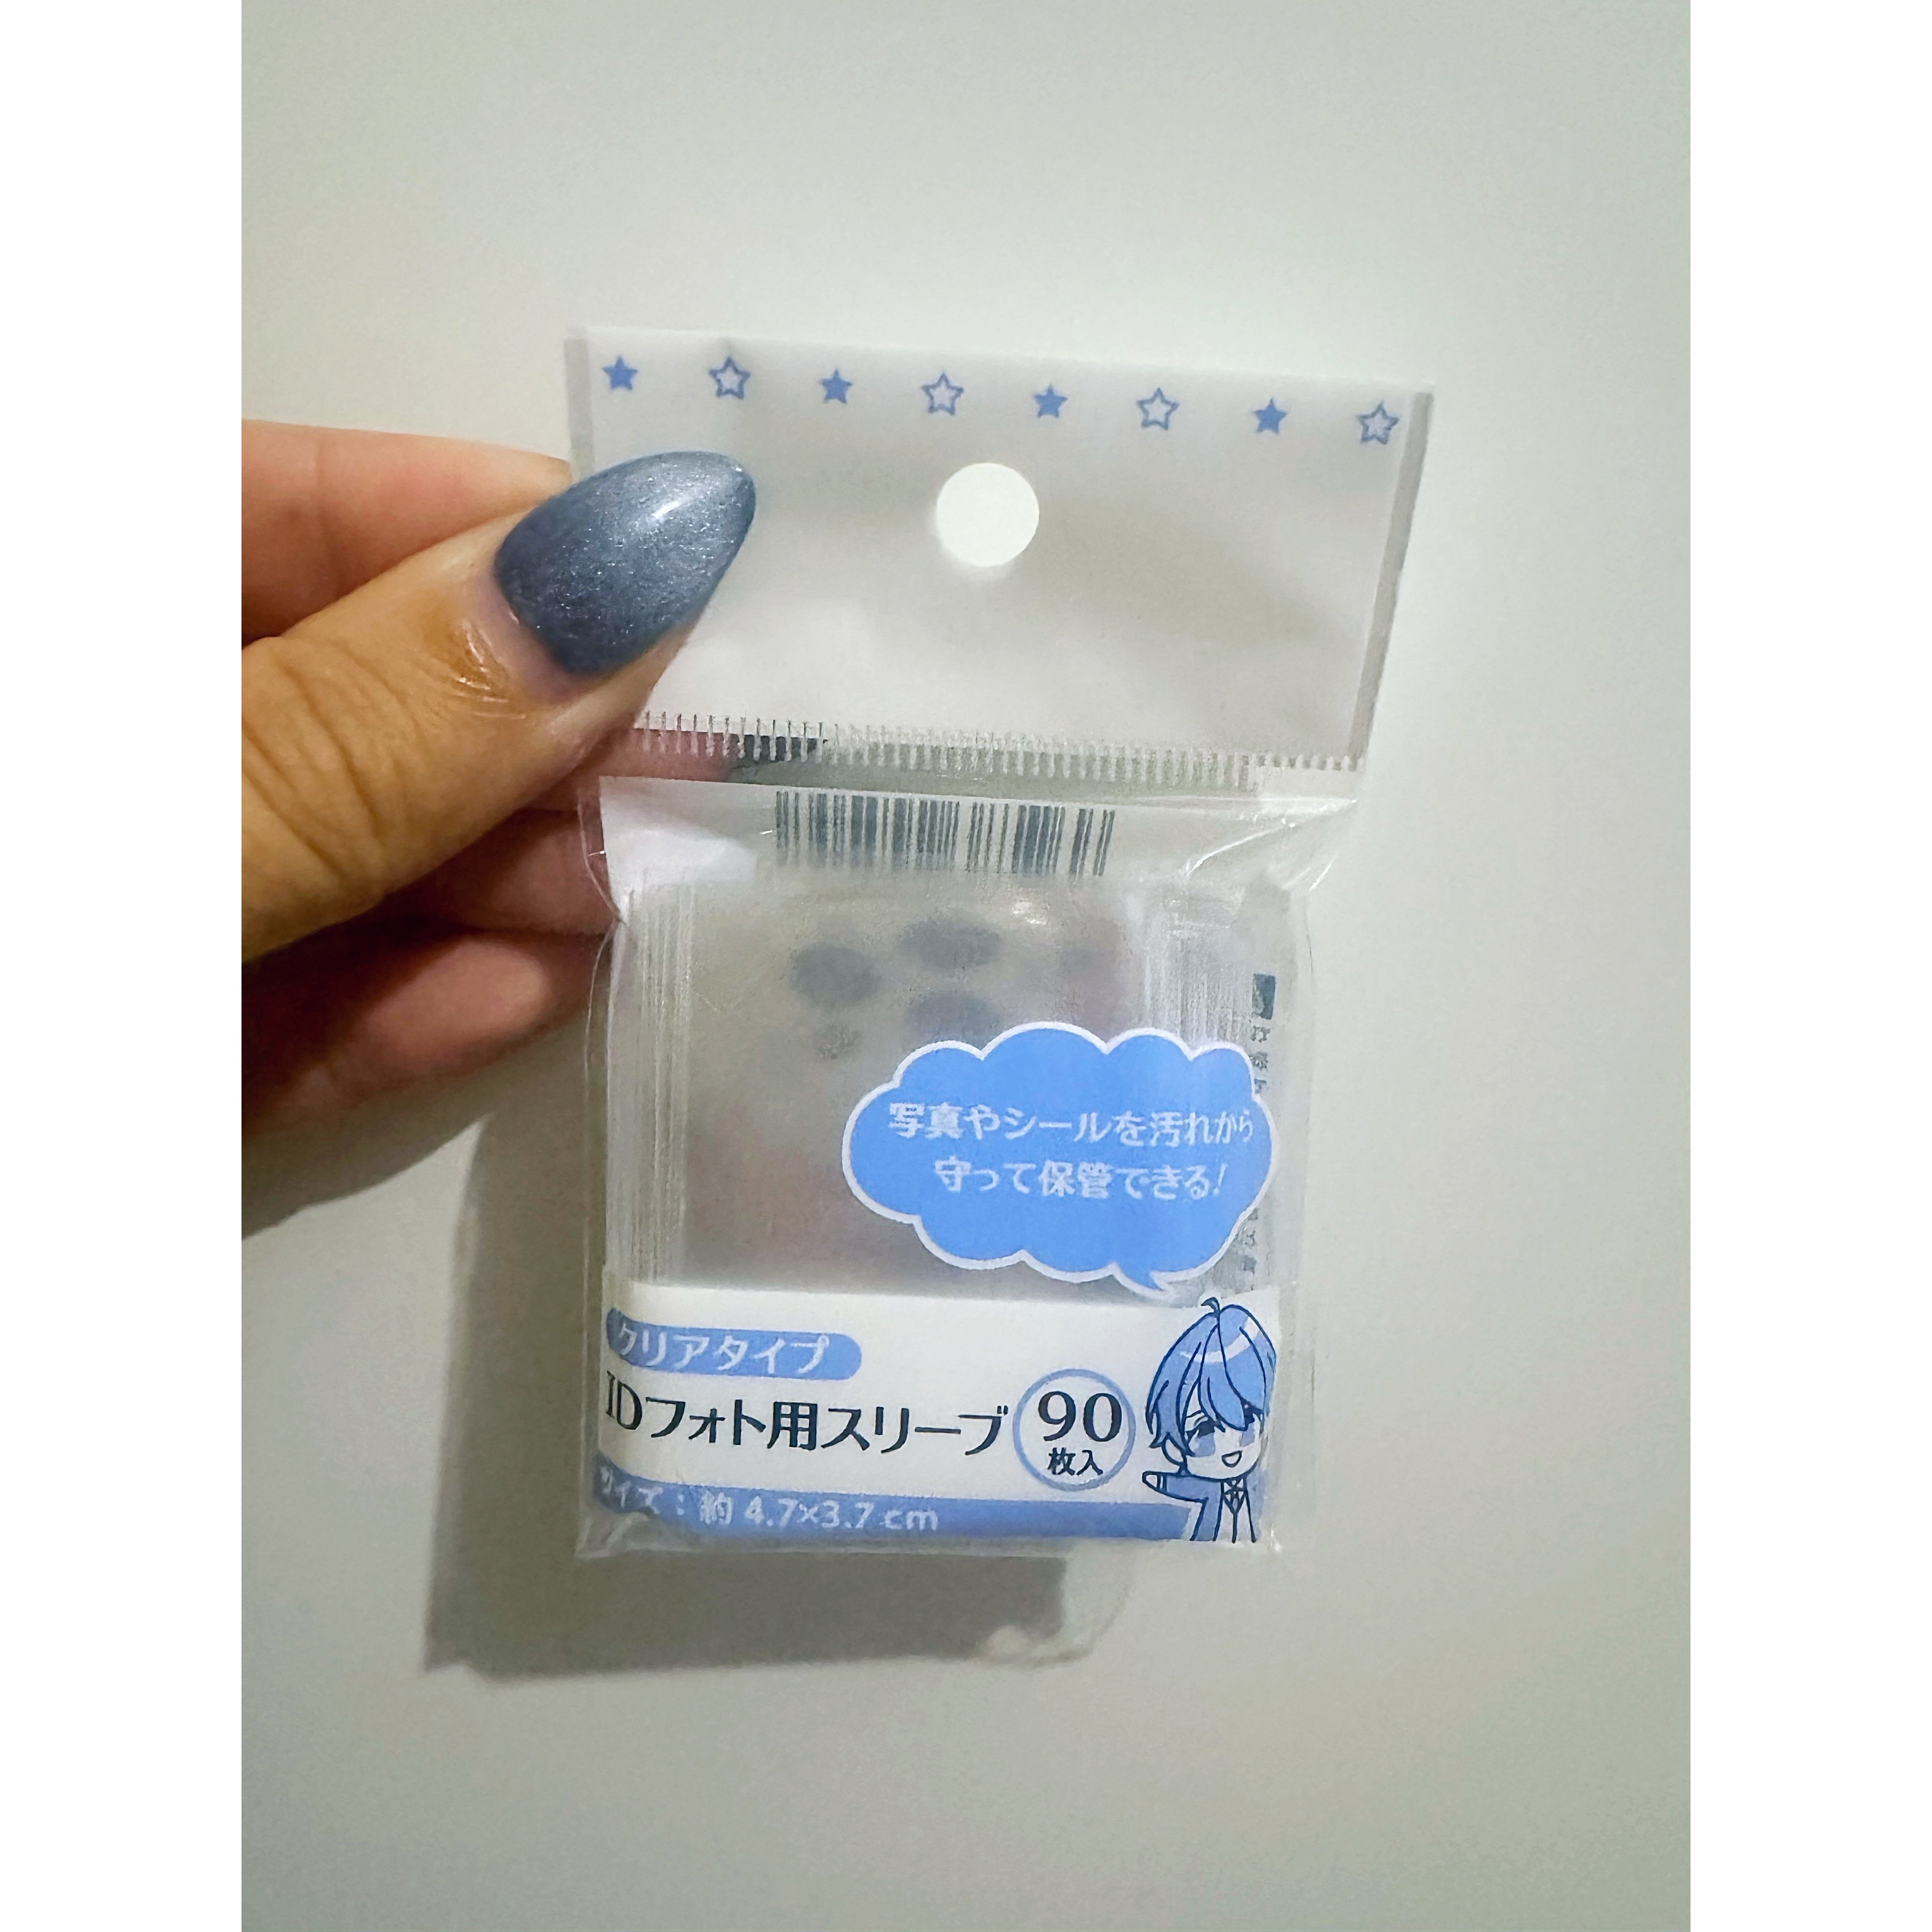 写真やシールを汚れから
守って保管できる!
クリアタイプ
IDフォト用スリーブ
90
枚入
サイズ:約4.7×3.7cm